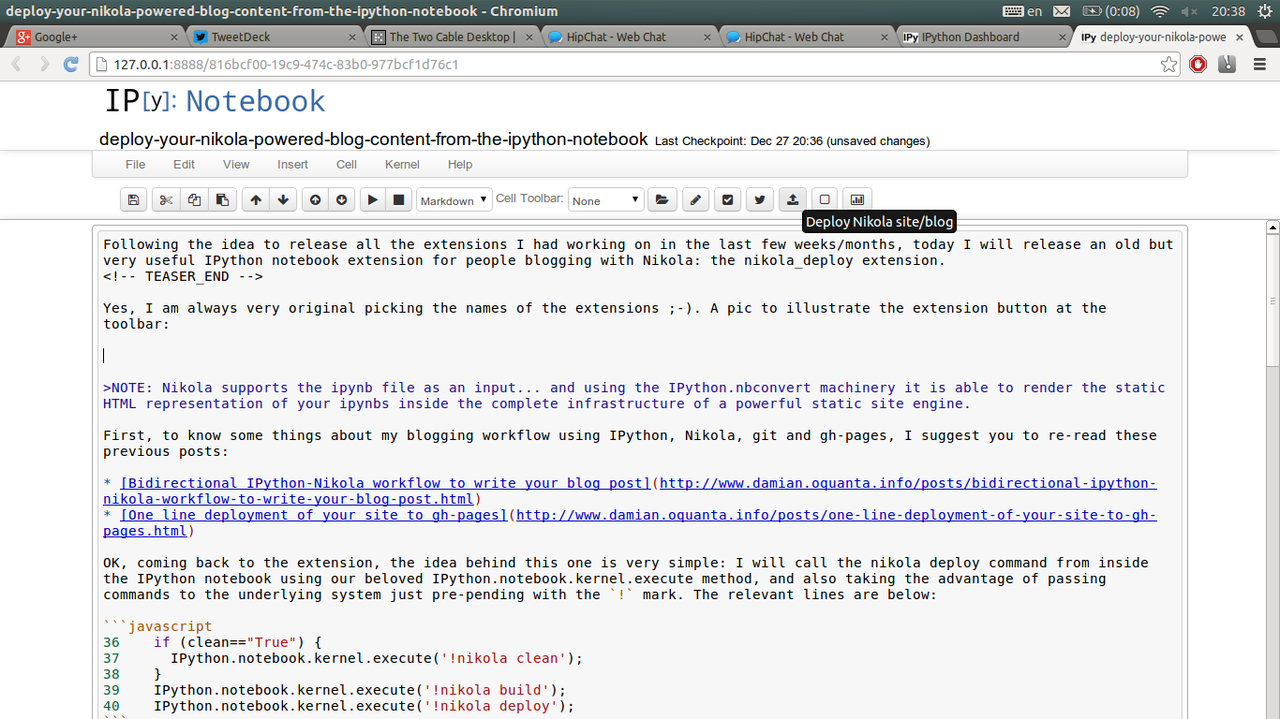 deploy-your-nikola-powered-blog-content-from-the-ipython-notebook - Chromium
en (0:08) 20:38
Google+ TweetDeck The Two Cable Desktop | HipChat - Web Chat HipChat - Web Chat IP[y] IPython Dashboard IP[y] deploy-your-nikola-powe
127.0.0.1:8888/816bcf00-19c9-474c-83b0-977bcf1d76c1
IP[y]: Notebook
deploy-your-nikola-powered-blog-content-from-the-ipython-notebook Last Checkpoint: Dec 27 20:36 (unsaved changes)
File Edit View Insert Cell Kernel Help
Markdown Cell Toolbar: None
Deploy Nikola site/blog
Following the idea to release all the extensions I had working on in the last few weeks/months, today I will release an old but
very useful IPython notebook extension for people blogging with Nikola: the nikola_deploy extension.
<!-- TEASER_END -->
Yes, I am always very original picking the names of the extensions ;-). A pic to illustrate the extension button at the
toolbar:
>NOTE: Nikola supports the ipynb file as an input... and using the IPython.nbconvert machinery it is able to render the static
HTML representation of your ipynbs inside the complete infrastructure of a powerful static site engine.
First, to know some things about my blogging workflow using IPython, Nikola, git and gh-pages, I suggest you to re-read these
previous posts:
* [Bidirectional IPython-Nikola workflow to write your blog post](http://www.damian.oquanta.info/posts/bidirectional-ipython-
nikola-workflow-to-write-your-blog-post.html)
* [One line deployment of your site to gh-pages](http://www.damian.oquanta.info/posts/one-line-deployment-of-your-site-to-gh-
pages.html)
OK, coming back to the extension, the idea behind this one is very simple: I will call the nikola deploy command from inside
the IPython notebook using our beloved IPython.notebook.kernel.execute method, and also taking the advantage of passing
commands to the underlying system just pre-pending with the `!` mark. The relevant lines are below:
```javascript
36    if (clean=="True") {
37      IPython.notebook.kernel.execute('!nikola clean');
38    }
39    IPython.notebook.kernel.execute('!nikola build');
40    IPython.notebook.kernel.execute('!nikola deploy');
```